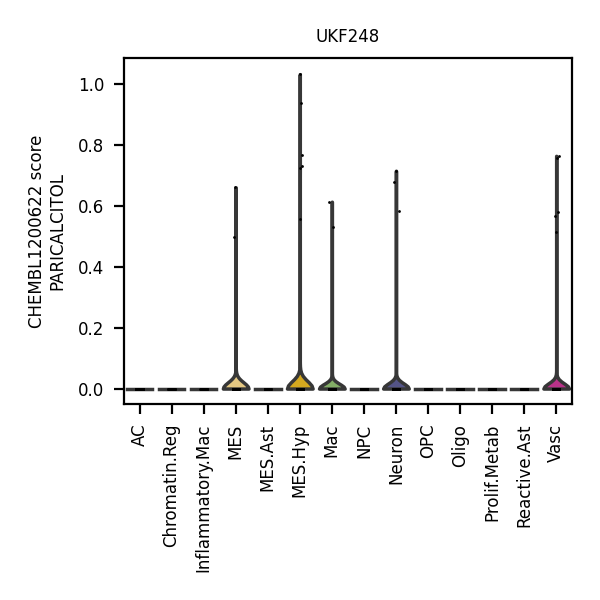 UKF248
CHEMBL1200622 score
PARICALCITOL
1.0
0.8
0.6
0.4
0.2
0.0
AC
Chromatin.Reg
Inflammatory.Mac
MES
MES.Ast
MES.Hyp
Mac
NPC
Neuron
OPC
Oligo
Prolif.Metab
Reactive.Ast
Vasc